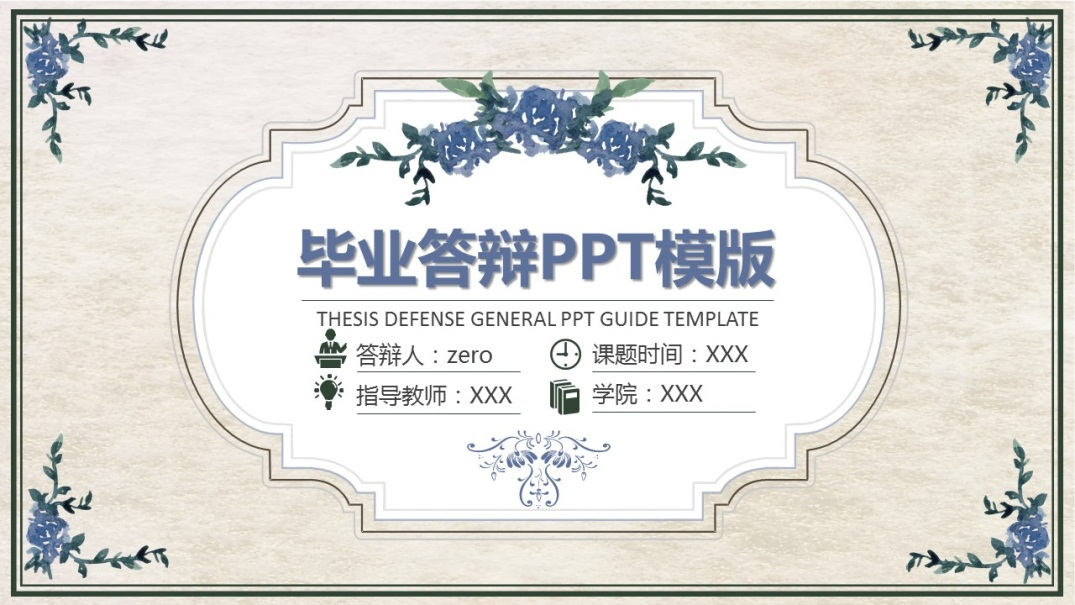 毕业答辩PPT模版
THESIS DEFENSE GENERAL PPT GUIDE TEMPLATE
答辩人：zero
课题时间：XXX
指导教师：XXX
学院：XXX